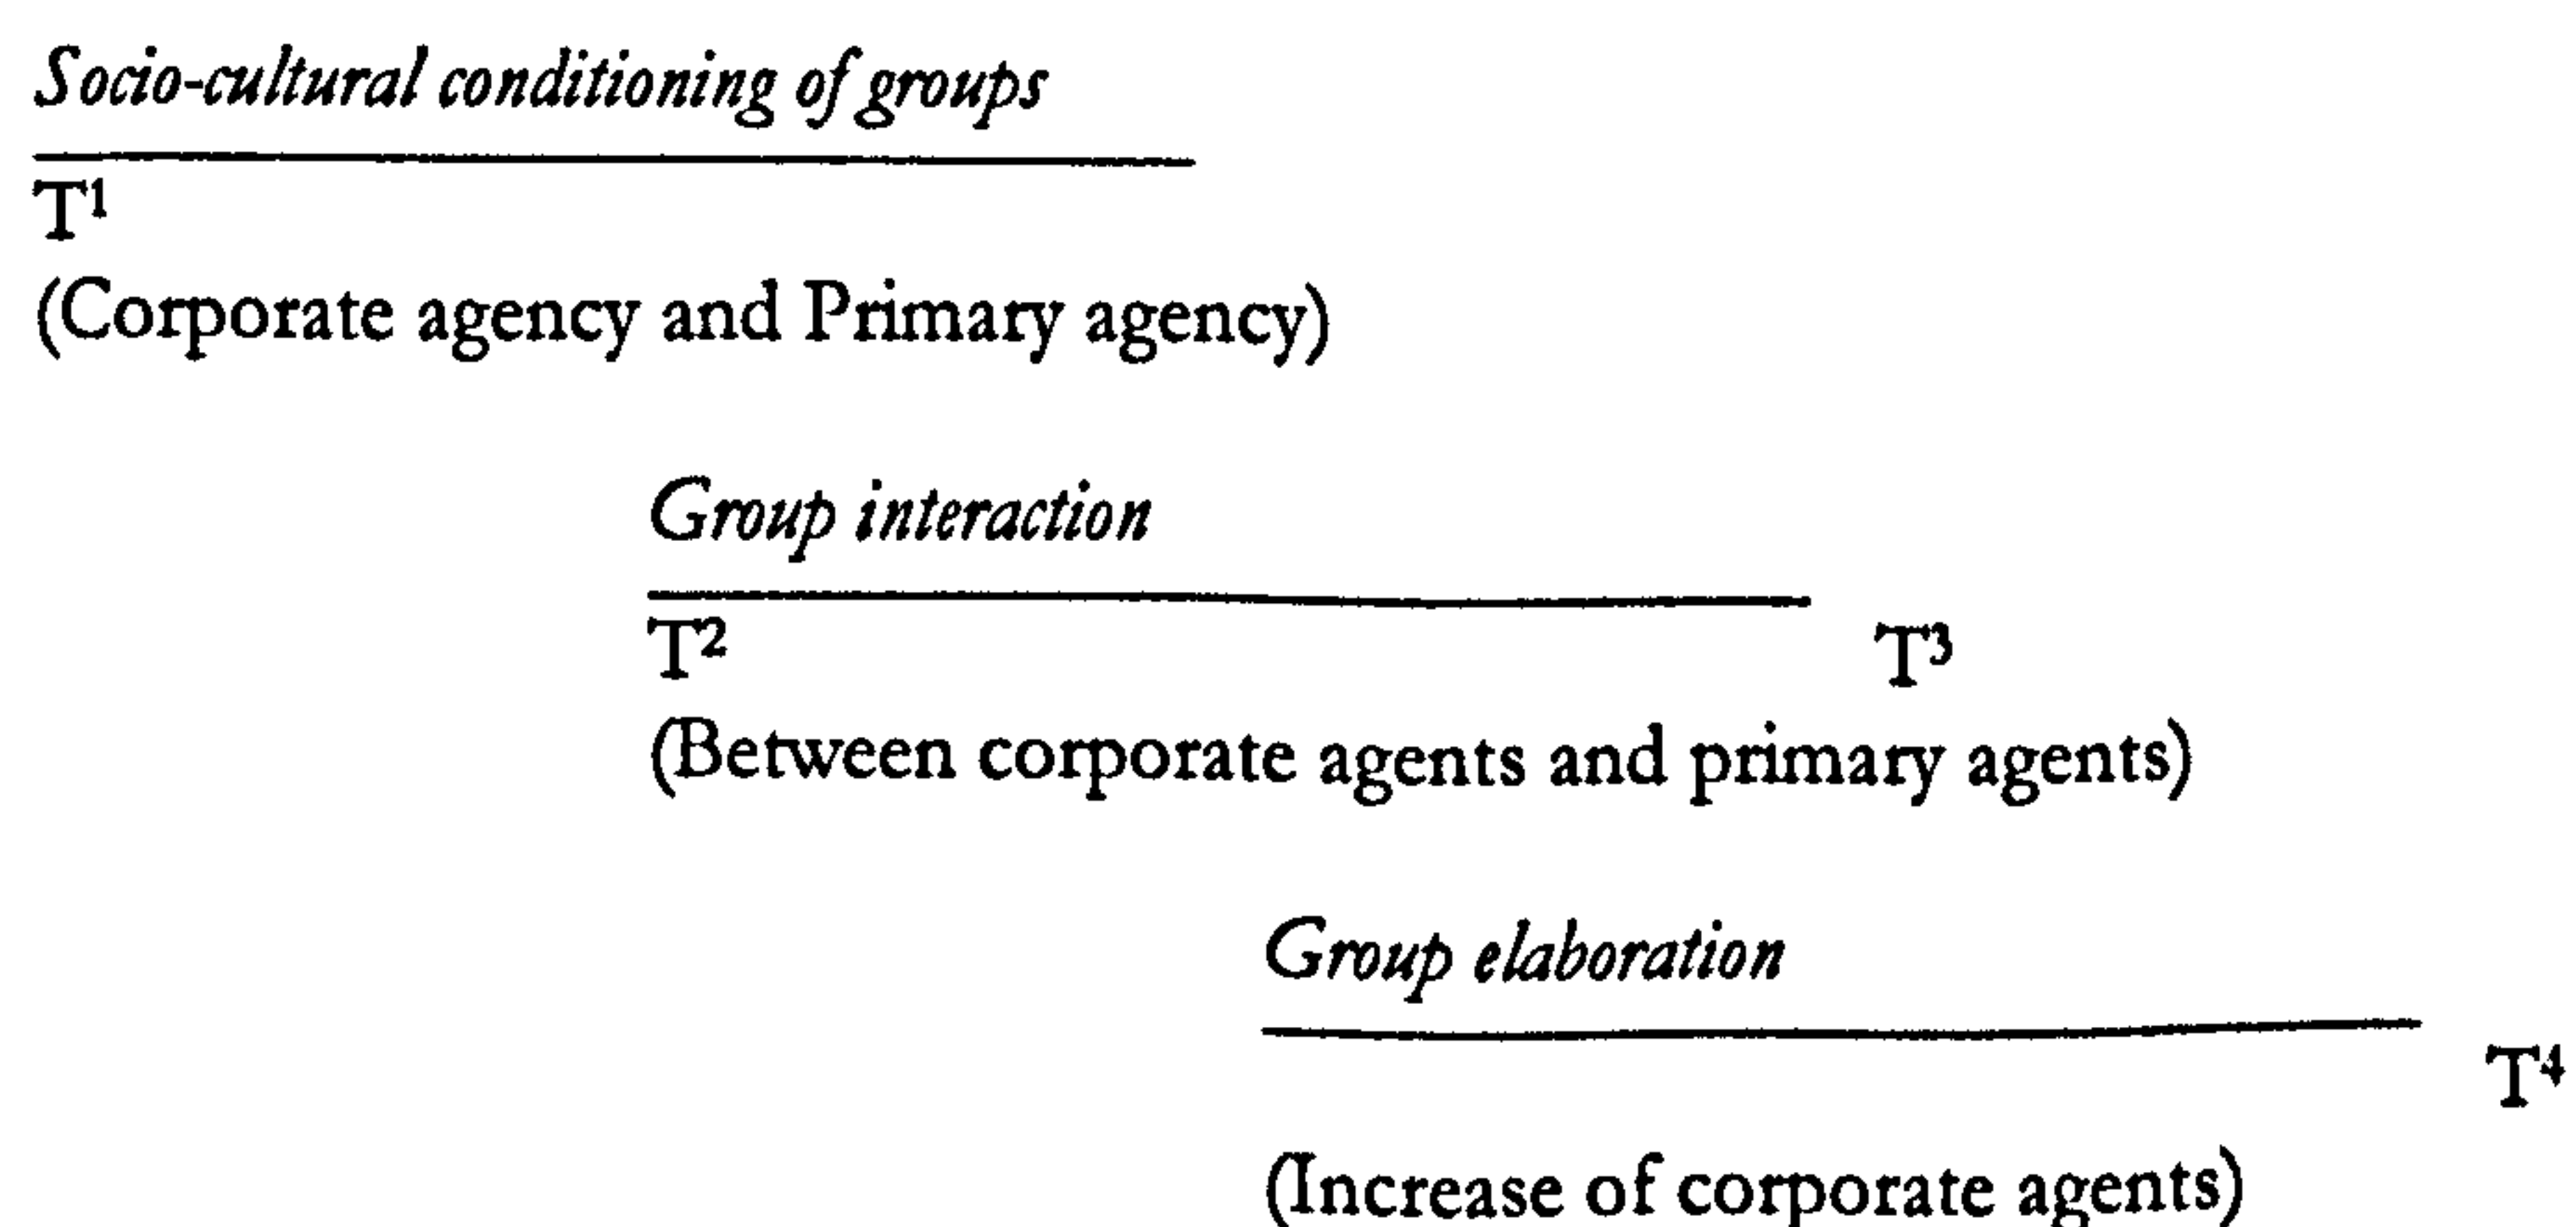 Socio-cultural conditioning of groups
T¹
(Corporate agency and Primary agency)
Group interaction
T² T³
(Between corporate agents and primary agents)
Group elaboration
T⁴
(Increase of corporate agents)